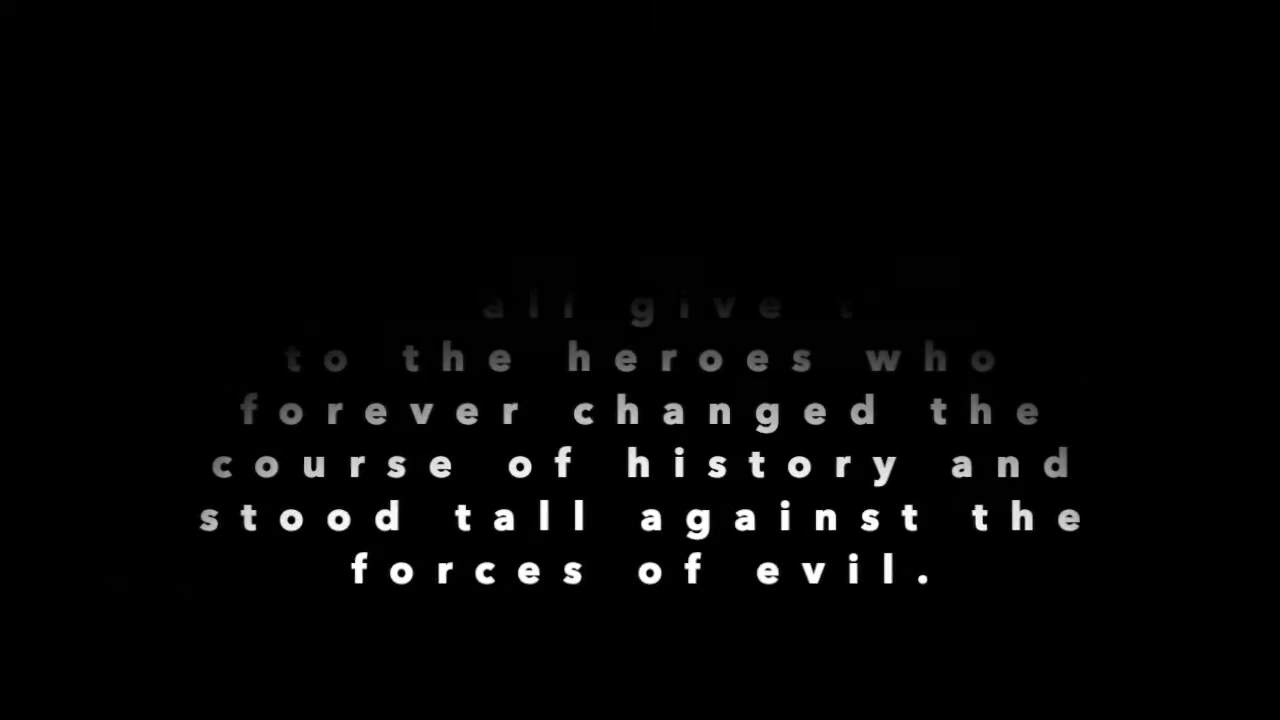 all give
to the heroes who
forever changed the
course of history and
stood tall against the
forces of evil.